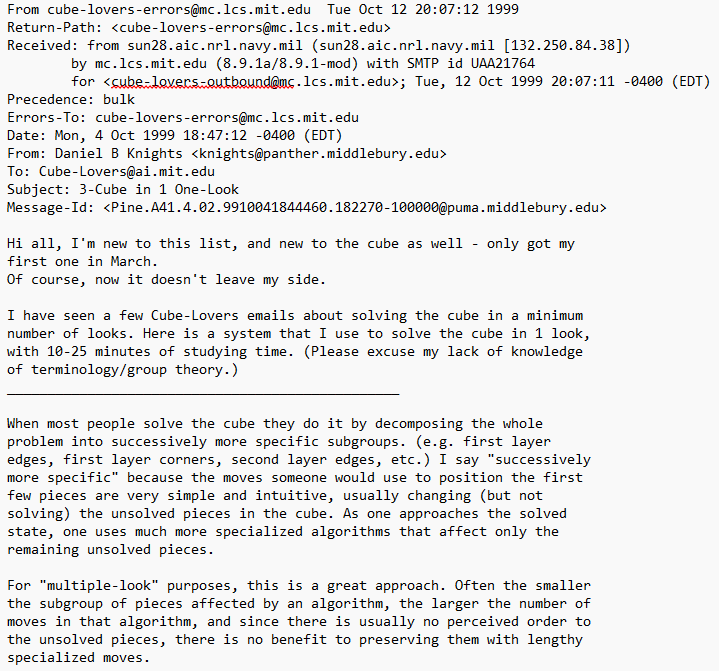 From cube-lovers-errors@mc.lcs.mit.edu  Tue Oct 12 20:07:12 1999
Return-Path: <cube-lovers-errors@mc.lcs.mit.edu>
Received: from sun28.aic.nrl.navy.mil (sun28.aic.nrl.navy.mil [132.250.84.38])
        by mc.lcs.mit.edu (8.9.1a/8.9.1-mod) with SMTP id UAA21764
        for <cube-lovers-outbound@mc.lcs.mit.edu>; Tue, 12 Oct 1999 20:07:11 -0400 (EDT)
Precedence: bulk
Errors-To: cube-lovers-errors@mc.lcs.mit.edu
Date: Mon, 4 Oct 1999 18:47:12 -0400 (EDT)
From: Daniel B Knights <knights@panther.middlebury.edu>
To: Cube-Lovers@ai.mit.edu
Subject: 3-Cube in 1 One-Look
Message-Id: <Pine.A41.4.02.9910041844460.182270-100000@puma.middlebury.edu>

Hi all, I'm new to this list, and new to the cube as well - only got my
first one in March.
Of course, now it doesn't leave my side.

I have seen a few Cube-Lovers emails about solving the cube in a minimum
number of looks. Here is a system that I use to solve the cube in 1 look,
with 10-25 minutes of studying time. (Please excuse my lack of knowledge
of terminology/group theory.)
_________________________________________________

When most people solve the cube they do it by decomposing the whole
problem into successively more specific subgroups. (e.g. first layer
edges, first layer corners, second layer edges, etc.) I say "successively
more specific" because the moves someone would use to position the first
few pieces are very simple and intuitive, usually changing (but not
solving) the unsolved pieces in the cube. As one approaches the solved
state, one uses much more specialized algorithms that affect only the
remaining unsolved pieces.

For "multiple-look" purposes, this is a great approach. Often the smaller
the subgroup of pieces affected by an algorithm, the larger the number of
moves in that algorithm, and since there is usually no perceived order to
the unsolved pieces, there is no benefit to preserving them with lengthy
specialized moves.